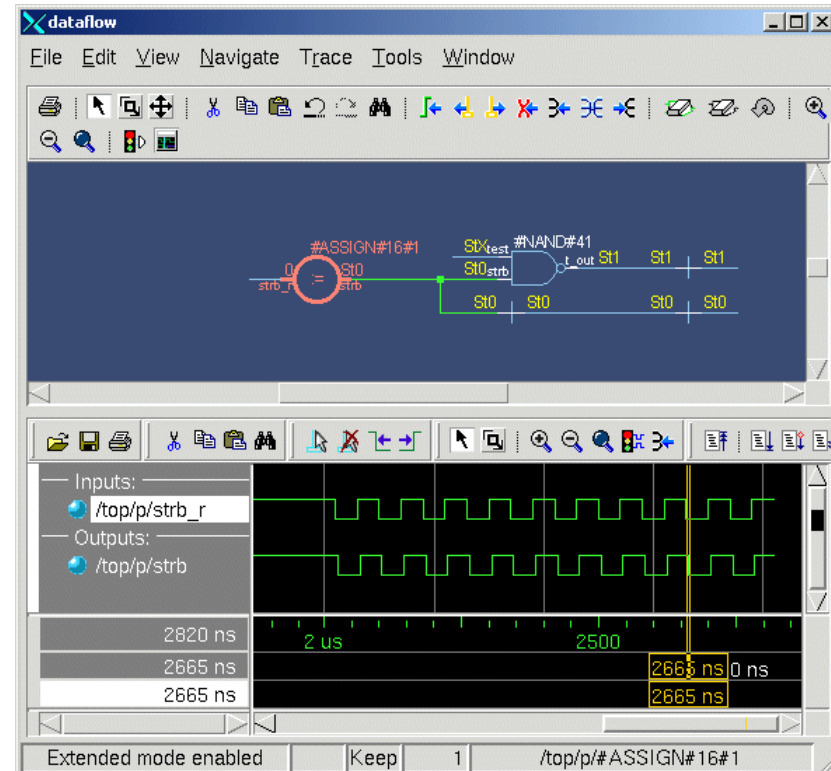 dataflow
File Edit View Navigate Trace Tools Window
#ASSIGN#16#1
0
strb_r
:=
St0
strb
StX
test
#NAND#41
St0
strb
t_out
St1
St1
St1
St0
St0
St0
St0
Inputs:
/top/p/strb_r
Outputs:
/top/p/strb
2820 ns
2 us
2500
2665 ns
2665 ns
0 ns
2665 ns
2665 ns
Extended mode enabled
Keep
1
/top/p/#ASSIGN#16#1